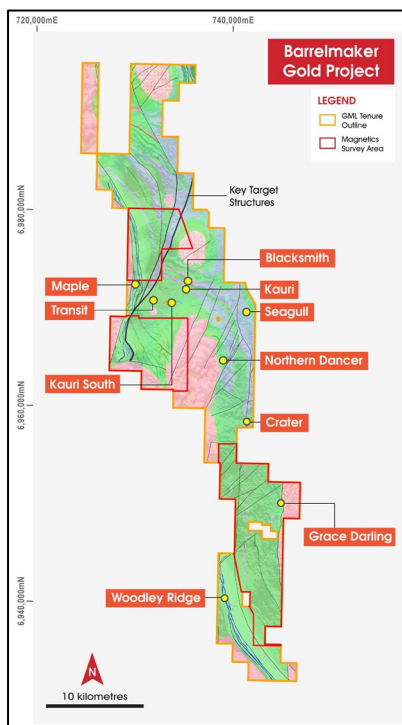 720,000mE
740,000mE
Barrelmaker
Gold Project
LEGEND
GML Tenure
Outline
Magnetics
Survey Area
Key Target
Structures
6,980,000mN
Blacksmith
Maple
Kauri
Transit
Seagull
Kauri South
Northern Dancer
6,960,000mN
Crater
Grace Darling
Woodley Ridge
6,940,000mN
N
10 kilometres